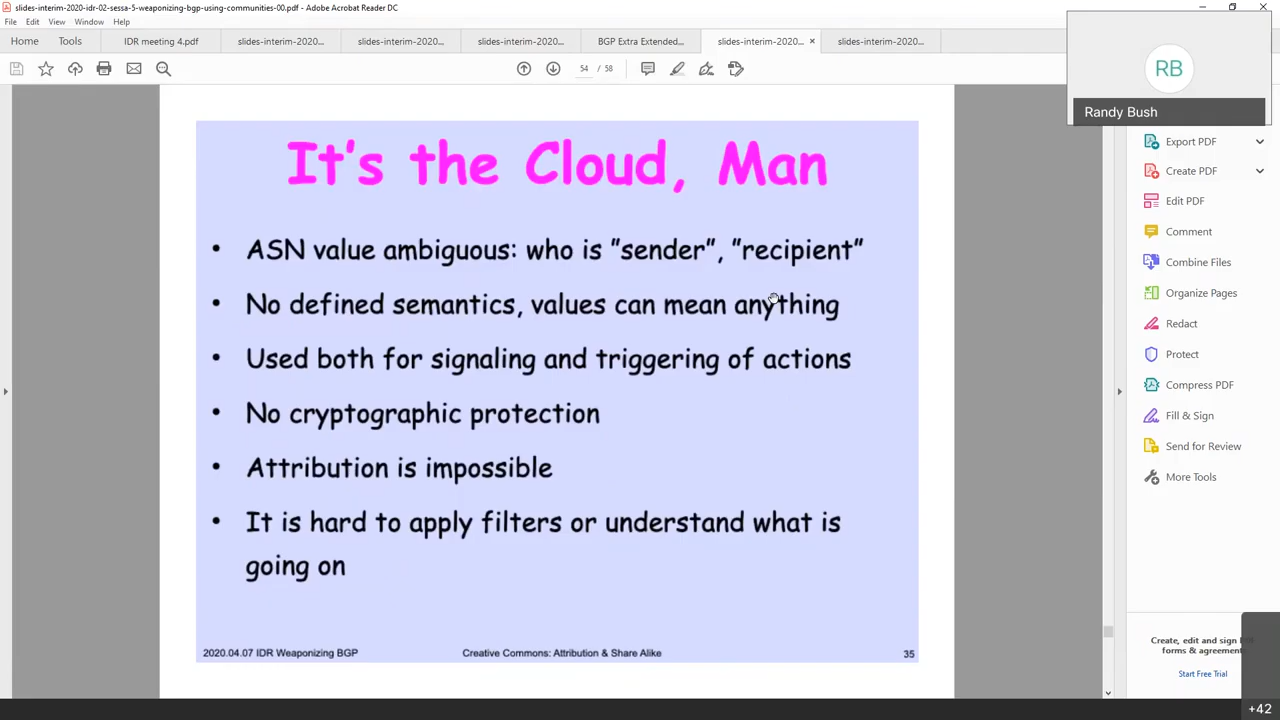 slides-interim-2020-idr-02-sessa-5-weaponizing-bgp-using-communities-00.pdf - Adobe Acrobat Reader DC
File Edit View Window Help
Home Tools IDR meeting 4.pdf slides-interim-2020... slides-interim-2020... slides-interim-2020... BGP Extra Extended... slides-interim-2020... × slides-interim-2020...
54 / 58
RB
Randy Bush
It's the Cloud, Man
• ASN value ambiguous: who is "sender", "recipient"
• No defined semantics, values can mean anything
• Used both for signaling and triggering of actions
• No cryptographic protection
• Attribution is impossible
• It is hard to apply filters or understand what is
going on
2020.04.07 IDR Weaponizing BGP Creative Commons: Attribution & Share Alike 35
Export PDF
Create PDF
Edit PDF
Comment
Combine Files
Organize Pages
Redact
Protect
Compress PDF
Fill & Sign
Send for Review
More Tools
Create, edit and sign
forms & agreements
Start Free Trial
+42